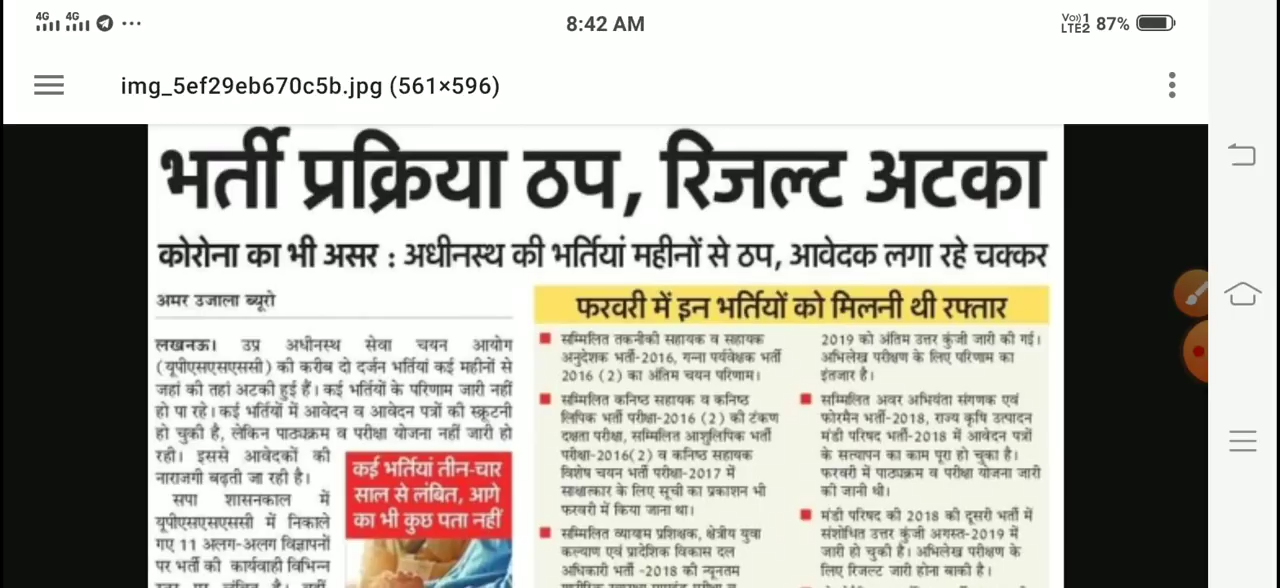 4G 4G ... 8:42 AM Vo)) 1 LTE2 87%
img_5ef29eb670c5b.jpg (561×596)
भर्ती प्रक्रिया ठप, रिजल्ट अटका
कोरोना का भी असर : अधीनस्थ की भर्तियां महीनों से ठप, आवेदक लगा रहे चक्कर
अमर उजाला ब्यूरो
लखनऊ। उप्र अधीनस्थ सेवा चयन आयोग
(यूपीएसएसएससी) की करीब दो दर्जन भर्तियां कई महीनों से
जहां की तहां अटकी हुई हैं। कई भर्तियों के परिणाम जारी नहीं
हो पा रहे। कई भर्तियों में आवेदन व आवेदन पत्रों की स्क्रूटनी
हो चुकी है, लेकिन पाठ्यक्रम व परीक्षा योजना नहीं जारी हो
रही। इससे आवेदकों की
नाराजगी बढ़ती जा रही है।
सपा शासनकाल में
यूपीएसएसएससी में निकाले
गए 11 अलग-अलग विज्ञापनों
पर भर्ती की कार्यवाही विभिन्न
कई भर्तियां तीन-चार
साल से लंबित, आगे
का भी कुछ पता नहीं
फरवरी में इन भर्तियों को मिलनी थी रफ्तार
सम्मिलित तकनीकी सहायक व सहायक
अनुदेशक भर्ती-2016, गन्ना पर्यवेक्षक भर्ती
2016 (2) का अंतिम चयन परिणाम।
सम्मिलित कनिष्ठ सहायक व कनिष्ठ
लिपिक भर्ती परीक्षा-2016 (2) की टंकण
दक्षता परीक्षा, सम्मिलित आशुलिपिक भर्ती
परीक्षा-2016(2) व कनिष्ठ सहायक
विशेष चयन भर्ती परीक्षा-2017 में
साक्षात्कार के लिए सूची का प्रकाशन भी
फरवरी में किया जाना था।
सम्मिलित व्यायाम प्रशिक्षक, क्षेत्रीय युवा
कल्याण एवं प्रादेशिक विकास दल
अधिकारी भर्ती -2018 की न्यूनतम
2019 को अंतिम उत्तर कुंजी जारी की गई।
अभिलेख परीक्षण के लिए परिणाम का
इंतजार है।
सम्मिलित अवर अभियंता संगणक एवं
फोरमैन भर्ती-2018, राज्य कृषि उत्पादन
मंडी परिषद भर्ती-2018 में आवेदन पत्रों
के सत्यापन का काम पूरा हो चुका है।
फरवरी में पाठ्यक्रम व परीक्षा योजना जारी
की जानी थी।
मंडी परिषद की 2018 की दूसरी भर्ती में
संशोधित उत्तर कुंजी अगस्त-2019 में
जारी हो चुकी है। अभिलेख परीक्षण के
लिए रिजल्ट जारी होना बाकी है।